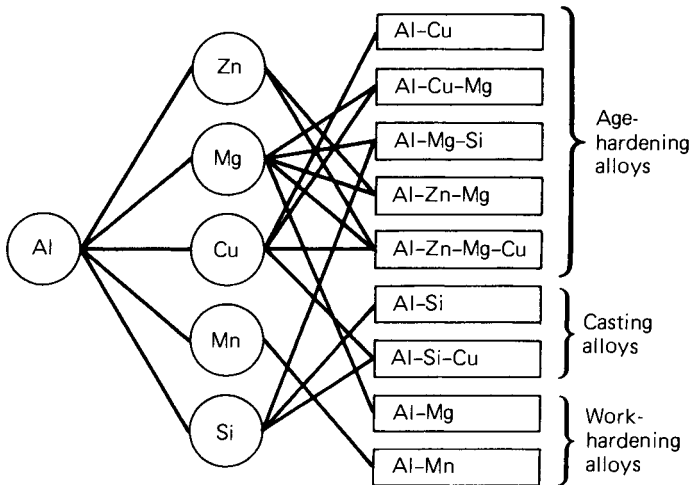 Al
Zn
Mg
Cu
Mn
Si
Al-Cu
Al-Cu-Mg
Al-Mg-Si
Al-Zn-Mg
Al-Zn-Mg-Cu
Al-Si
Al-Si-Cu
Al-Mg
Al-Mn
Age-
hardening
alloys
Casting
alloys
Work-
hardening
alloys